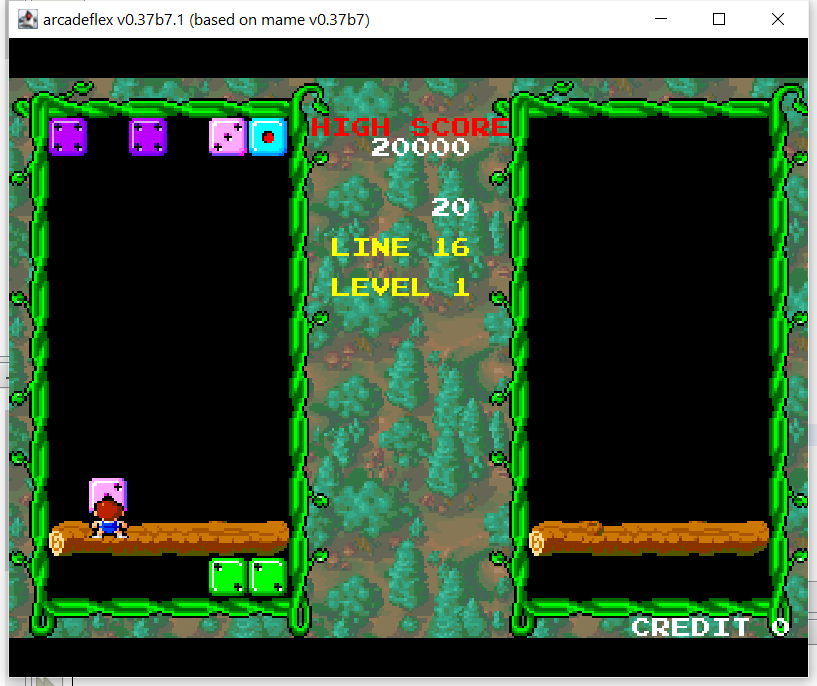 arcadeflex v0.37b7.1 (based on mame v0.37b7)
HIGH SCORE
20000
20
LINE 16
LEVEL 1
CREDIT 0